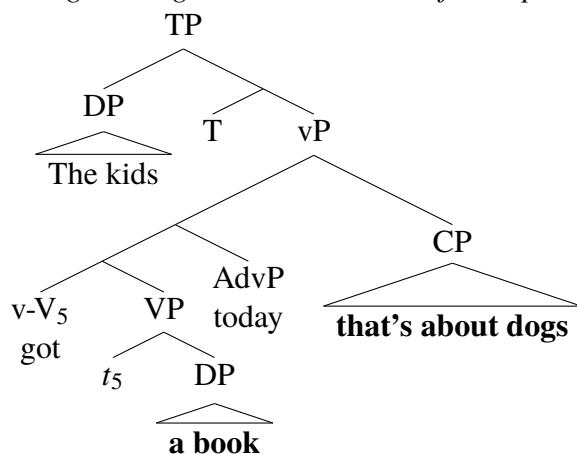 TP
DP T vP
The kids
CP
AdvP
v-V₅ VP today
that's about dogs
got
t₅ DP
a book